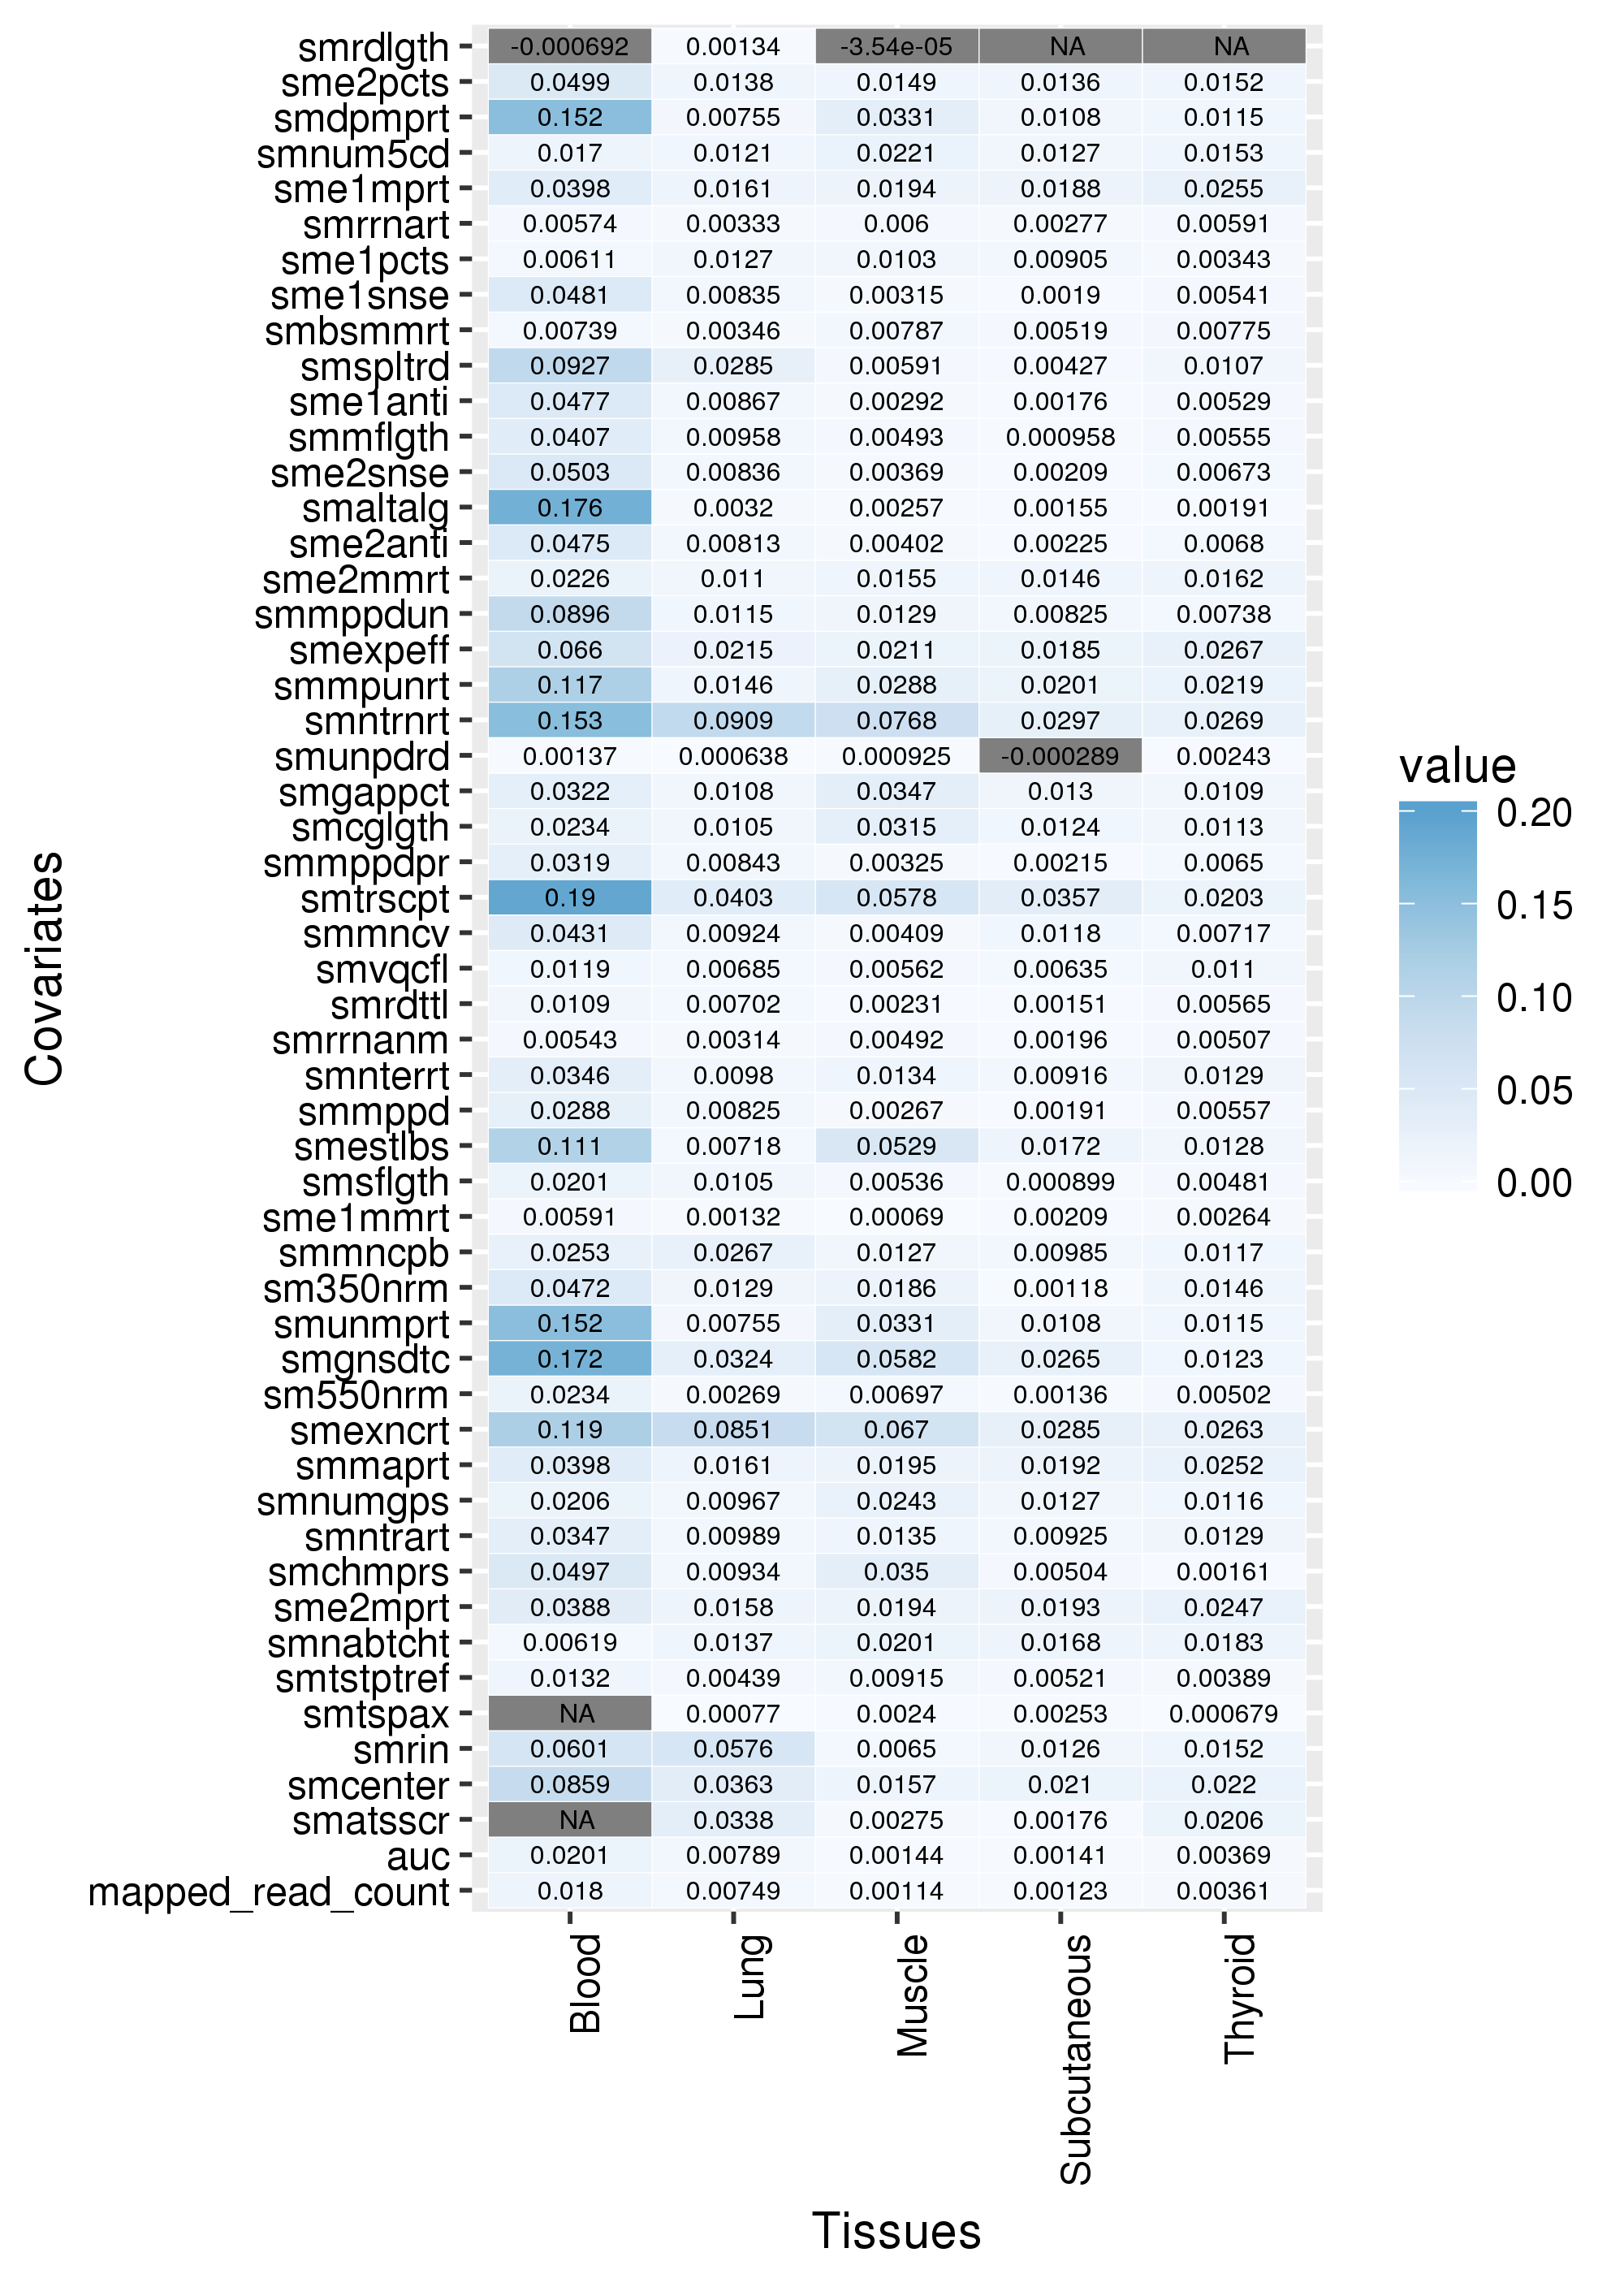 smrdlgth -0.000692 0.00134 -3.54e-05 NA NA
sme2pcts 0.0499 0.0138 0.0149 0.0136 0.0152
smdpmprt 0.152 0.00755 0.0331 0.0108 0.0115
smnum5cd 0.017 0.0121 0.0221 0.0127 0.0153
sme1mprt 0.0398 0.0161 0.0194 0.0188 0.0255
smrrnart 0.00574 0.00333 0.006 0.00277 0.00591
sme1pcts 0.00611 0.0127 0.0103 0.00905 0.00343
sme1snse 0.0481 0.00835 0.00315 0.0019 0.00541
smbsmmrt 0.00739 0.00346 0.00787 0.00519 0.00775
smspltrd 0.0927 0.0285 0.00591 0.00427 0.0107
sme1anti 0.0477 0.00867 0.00292 0.00176 0.00529
smmflgth 0.0407 0.00958 0.00493 0.000958 0.00555
sme2snse 0.0503 0.00836 0.00369 0.00209 0.00673
smaltalg 0.176 0.0032 0.00257 0.00155 0.00191
sme2anti 0.0475 0.00813 0.00402 0.00225 0.0068
sme2mmrt 0.0226 0.011 0.0155 0.0146 0.0162
smmppdun 0.0896 0.0115 0.0129 0.00825 0.00738
smexpeff 0.066 0.0215 0.0211 0.0185 0.0267
smmpunrt 0.117 0.0146 0.0288 0.0201 0.0219
smntrnrt 0.153 0.0909 0.0768 0.0297 0.0269
smunpdrd 0.00137 0.000638 0.000925 -0.000289 0.00243
smgappct 0.0322 0.0108 0.0347 0.013 0.0109
smcglgth 0.0234 0.0105 0.0315 0.0124 0.0113
smmppdpr 0.0319 0.00843 0.00325 0.00215 0.0065
smtrscpt 0.19 0.0403 0.0578 0.0357 0.0203
smmncv 0.0431 0.00924 0.00409 0.0118 0.00717
smvqcfl 0.0119 0.00685 0.00562 0.00635 0.011
smrdttl 0.0109 0.00702 0.00231 0.00151 0.00565
smrrnanm 0.00543 0.00314 0.00492 0.00196 0.00507
smnterrt 0.0346 0.0098 0.0134 0.00916 0.0129
smmppd 0.0288 0.00825 0.00267 0.00191 0.00557
smestlbs 0.111 0.00718 0.0529 0.0172 0.0128
smsflgth 0.0201 0.0105 0.00536 0.000899 0.00481
sme1mmrt 0.00591 0.00132 0.00069 0.00209 0.00264
smmncpb 0.0253 0.0267 0.0127 0.00985 0.0117
sm350nrm 0.0472 0.0129 0.0186 0.00118 0.0146
smunmprt 0.152 0.00755 0.0331 0.0108 0.0115
smgnsdtc 0.172 0.0324 0.0582 0.0265 0.0123
sm550nrm 0.0234 0.00269 0.00697 0.00136 0.00502
smexncrt 0.119 0.0851 0.067 0.0285 0.0263
smmaprt 0.0398 0.0161 0.0195 0.0192 0.0252
smnumgps 0.0206 0.00967 0.0243 0.0127 0.0116
smntrart 0.0347 0.00989 0.0135 0.00925 0.0129
smchmprs 0.0497 0.00934 0.035 0.00504 0.00161
sme2mprt 0.0388 0.0158 0.0194 0.0193 0.0247
smnabtcht 0.00619 0.0137 0.0201 0.0168 0.0183
smtstptref 0.0132 0.00439 0.00915 0.00521 0.00389
smtspax NA 0.00077 0.0024 0.00253 0.000679
smrin 0.0601 0.0576 0.0065 0.0126 0.0152
smcenter 0.0859 0.0363 0.0157 0.021 0.022
smatsscr NA 0.0338 0.00275 0.00176 0.0206
auc 0.0201 0.00789 0.00144 0.00141 0.00369
mapped_read_count 0.018 0.00749 0.00114 0.00123 0.00361
Blood Lung Muscle Subcutaneous Thyroid
Tissues
Covariates
value
0.20
0.15
0.10
0.05
0.00